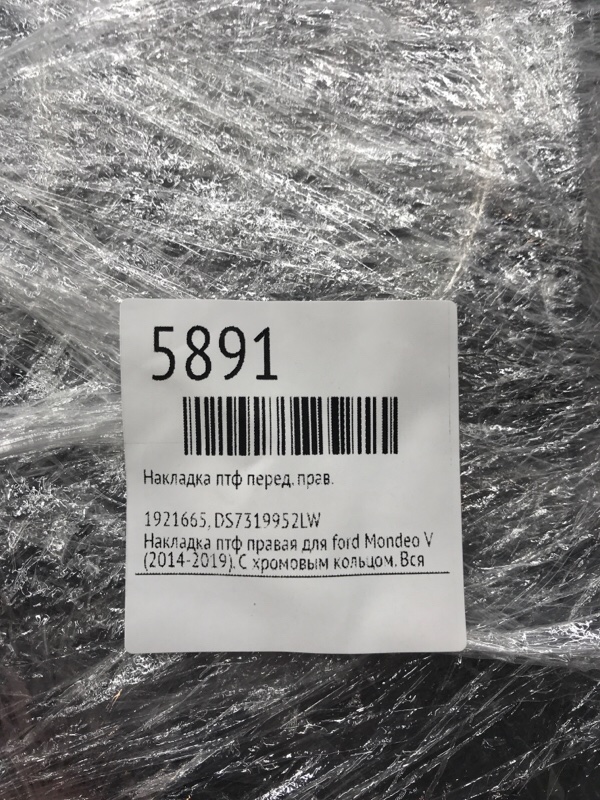 5891
Накладка птф перед. прав.
1921665, DS7319952LW
Накладка птф правая для ford Mondeo V
(2014-2019). С хромовым кольцом. Вся